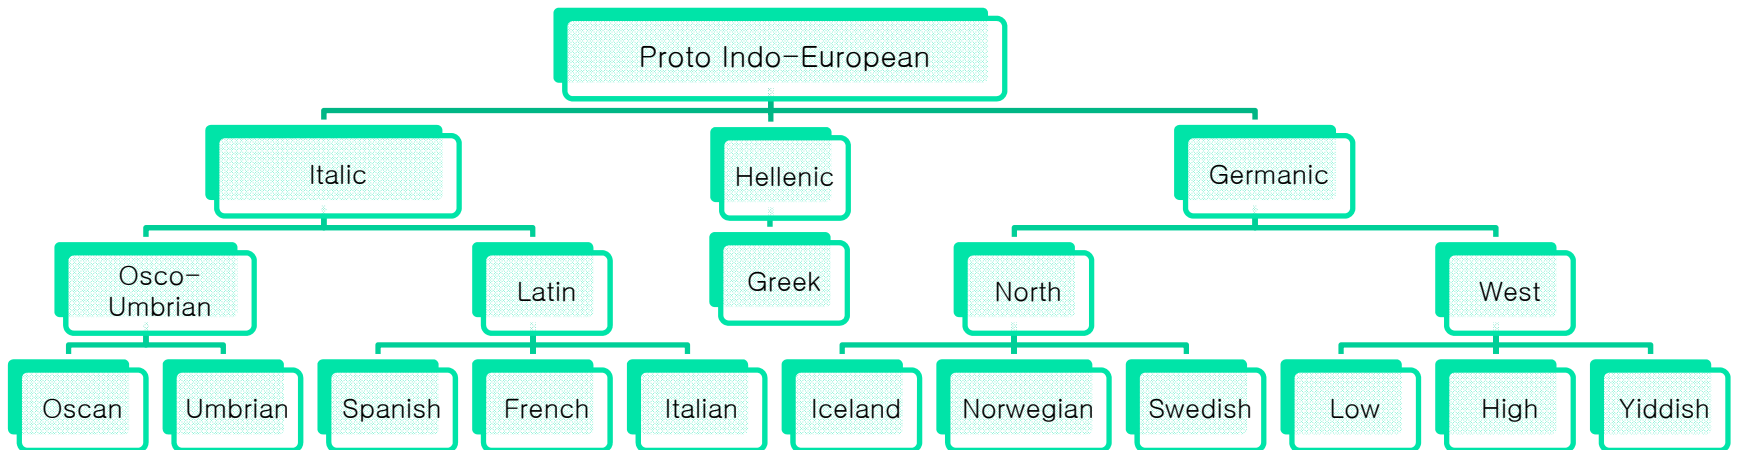 Proto Indo-European
Italic
Hellenic
Germanic
Osco-
Umbrian
Latin
Greek
North
West
Oscan
Umbrian
Spanish
French
Italian
Iceland
Norwegian
Swedish
Low
High
Yiddish